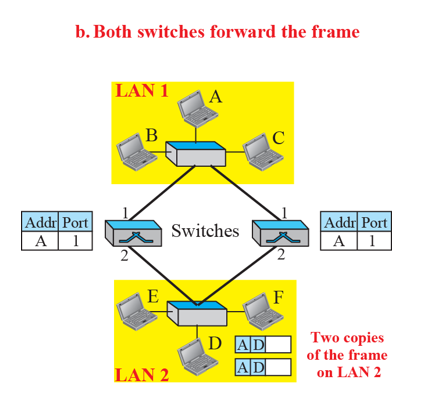 b. Both switches forward the frame
LAN 1
A
B
C
Addr Port
A 1
1
2
Switches
1
2
Addr Port
A 1
E
F
D
A D
A D
LAN 2
Two copies
of the frame
on LAN 2